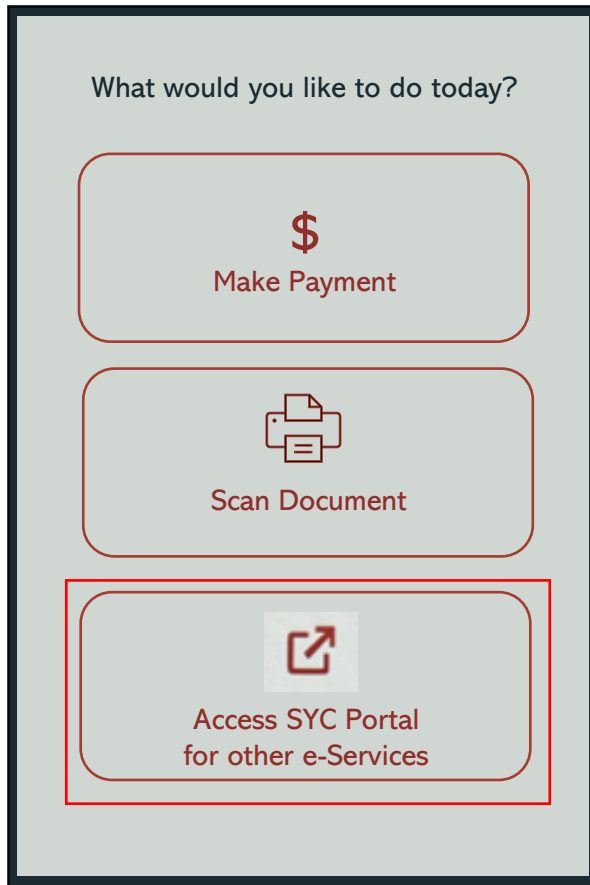 What would you like to do today?
$
Make Payment
Scan Document
Access SYC Portal
for other e-Services